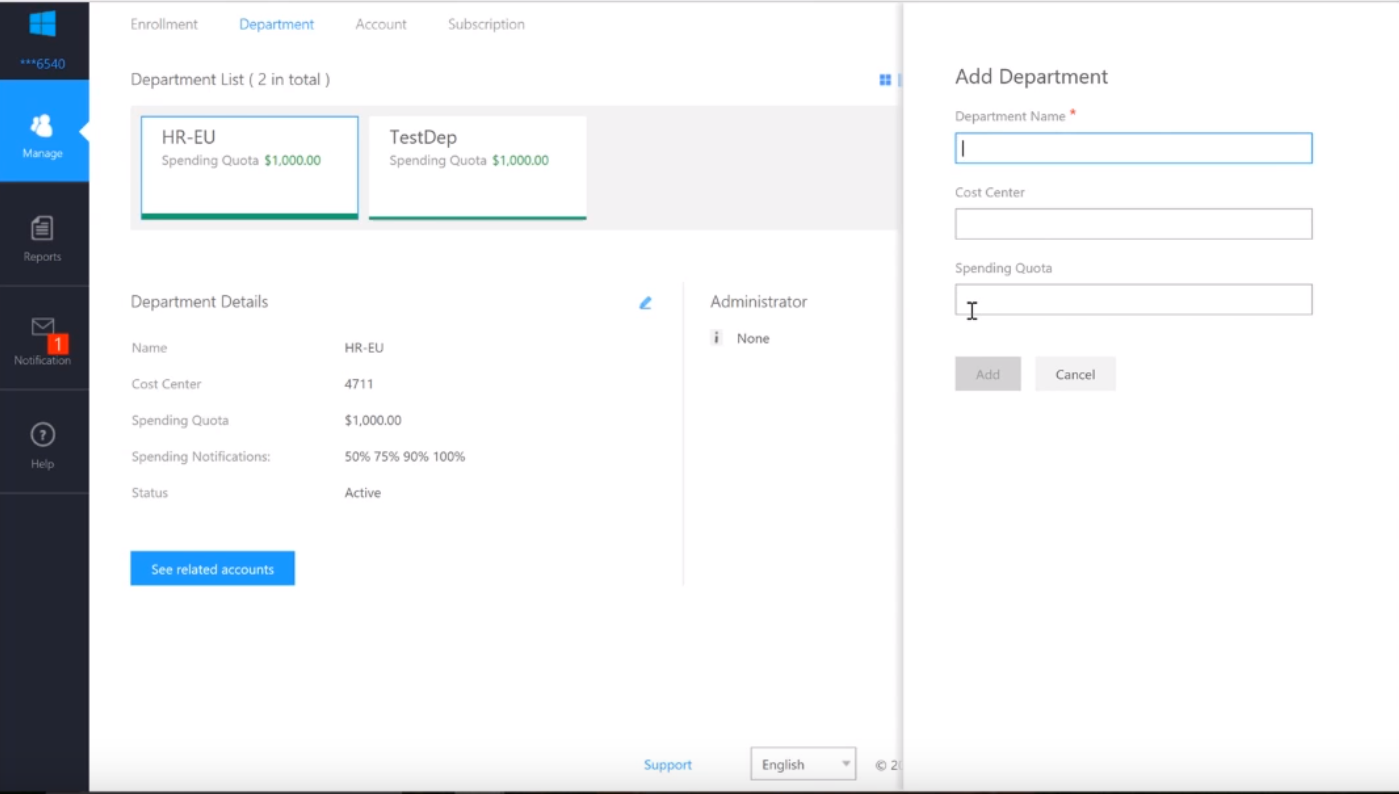 ***6540
Manage
Reports
1
Notification
?
Help
Enrollment Department Account Subscription
Department List ( 2 in total )
HR-EU
Spending Quota $1,000.00
TestDep
Spending Quota $1,000.00
Department Details
Name HR-EU
Cost Center 4711
Spending Quota $1,000.00
Spending Notifications: 50% 75% 90% 100%
Status Active
See related accounts
Administrator
i None
Support English ©
Add Department
Department Name *
Cost Center
Spending Quota
Add Cancel